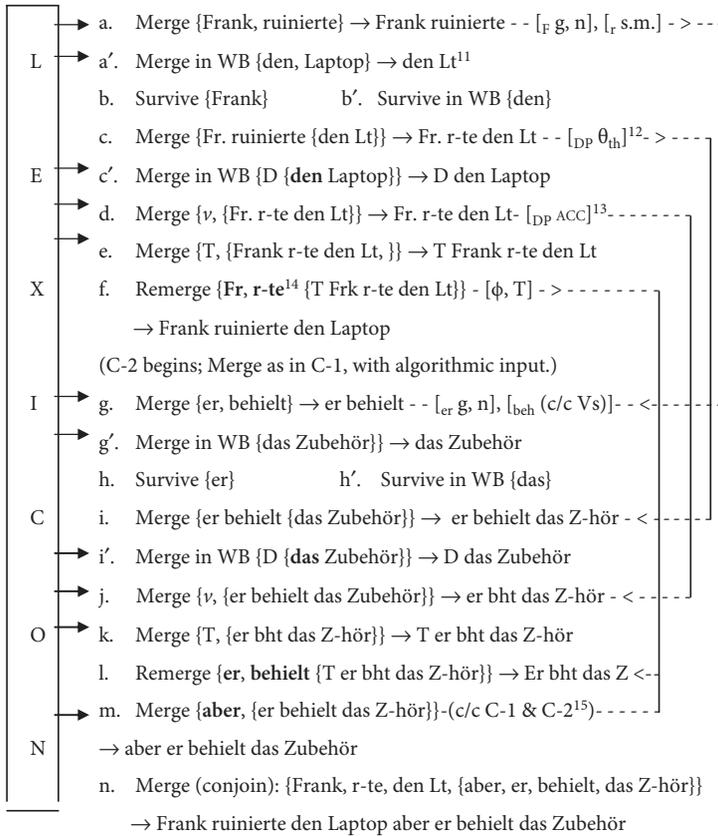 a. Merge {Frank, ruinierte} → Frank ruinierte - - [F g, n], [r s.m.] - > - -
L a′. Merge in WB {den, Laptop} → den Lt11
b. Survive {Frank} b′. Survive in WB {den}
c. Merge {Fr. ruinierte {den Lt}} → Fr. r-te den Lt - - [DP θth]12- > - - - -
E c′. Merge in WB {D {den Laptop}} → D den Laptop
d. Merge {v, {Fr. r-te den Lt}} → Fr. r-te den Lt- [DP ACC]13- - - - - - - -
e. Merge {T, {Frank r-te den Lt, }} → T Frank r-te den Lt
X f. Remerge {Fr, r-te14 {T Frk r-te den Lt}} - [ϕ, T] - > - - - - - - - -
→ Frank ruinierte den Laptop
(C-2 begins; Merge as in C-1, with algorithmic input.)
I g. Merge {er, behielt} → er behielt - - [er g, n], [beh (c/c Vs)]- - < - - - - - -
g′. Merge in WB {das Zubehör}} → das Zubehör
h. Survive {er} h′. Survive in WB {das}
C i. Merge {er behielt {das Zubehör}} → er behielt das Z-hör - < - - - - -
i′. Merge in WB {D {das Zubehör}} → D das Zubehör
j. Merge {v, {er behielt das Zubehör}} → er bht das Z-hör - < - - - - -
O k. Merge {T, {er bht das Z-hör}} → T er bht das Z-hör
l. Remerge {er, behielt {T er bht das Z-hör}} → Er bht das Z <- -
m. Merge {aber, {er behielt das Z-hör}}-(c/c C-1 & C-215)- - - - - -
N → aber er behielt das Zubehör
n. Merge (conjoin): {Frank, r-te, den Lt, {aber, er, behielt, das Z-hör}}
→ Frank ruinierte den Laptop aber er behielt das Zubehör